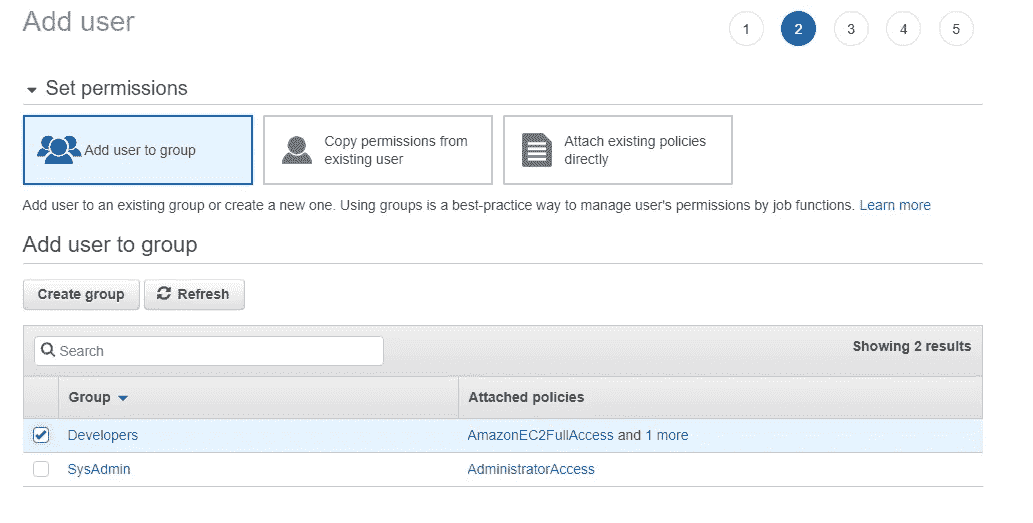 Add user
1 2 3 4 5
Set permissions
Add user to group
Copy permissions from
existing user
Attach existing policies
directly
Add user to an existing group or create a new one. Using groups is a best-practice way to manage user's permissions by job functions. Learn more
Add user to group
Create group Refresh
Search Showing 2 results
Group Attached policies
Developers AmazonEC2FullAccess and 1 more
SysAdmin AdministratorAccess